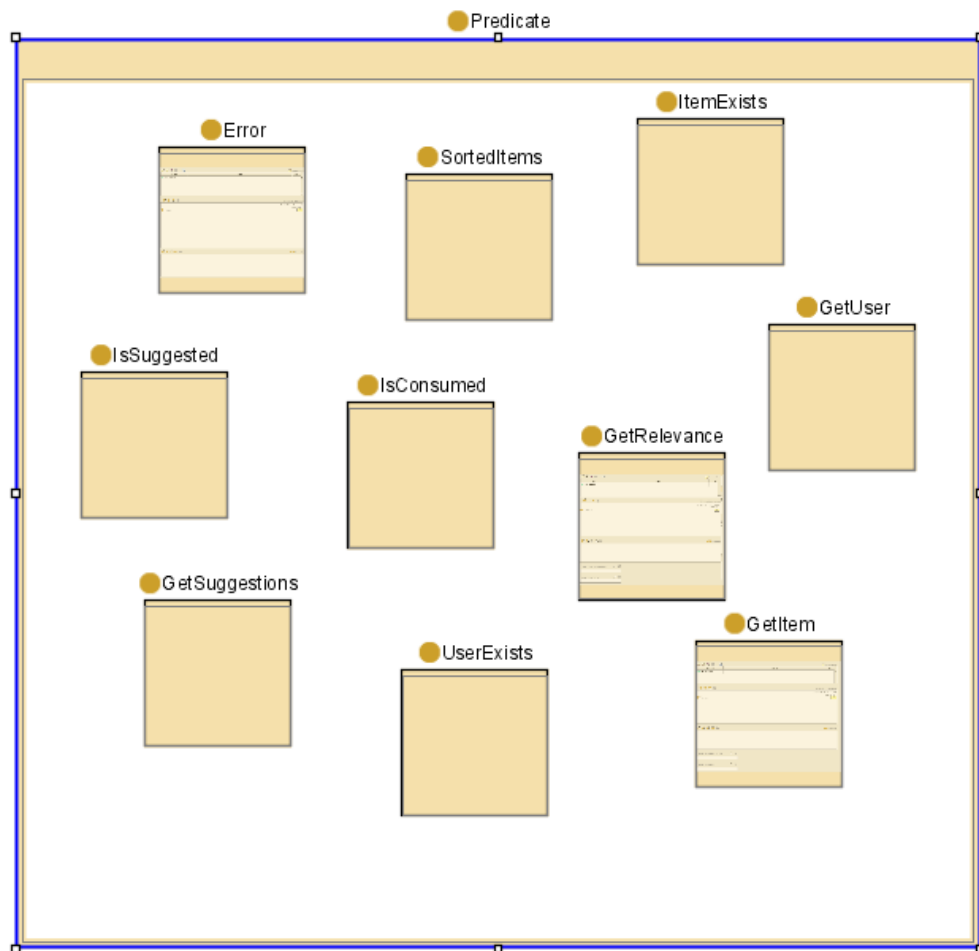 Predicate
ItemExists
Error
SortedItems
GetUser
IsSuggested
IsConsumed
GetRelevance
GetSuggestions
GetItem
UserExists